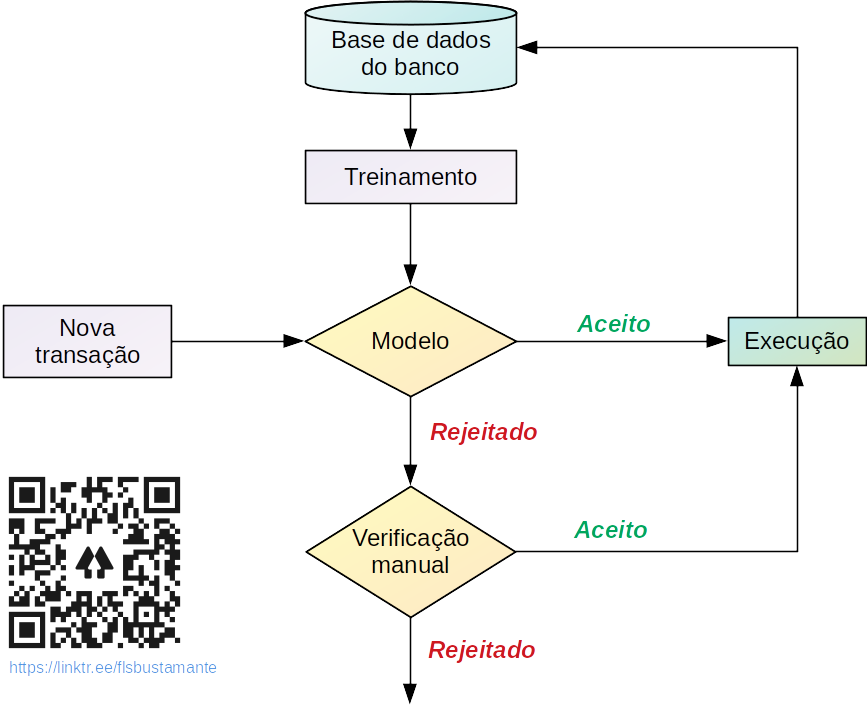 Base de dados
do banco
Treinamento
Nova
transação
Modelo
Aceito
Execução
Rejeitado
Verificação
manual
Aceito
Rejeitado
https://linktr.ee/flsbustamante